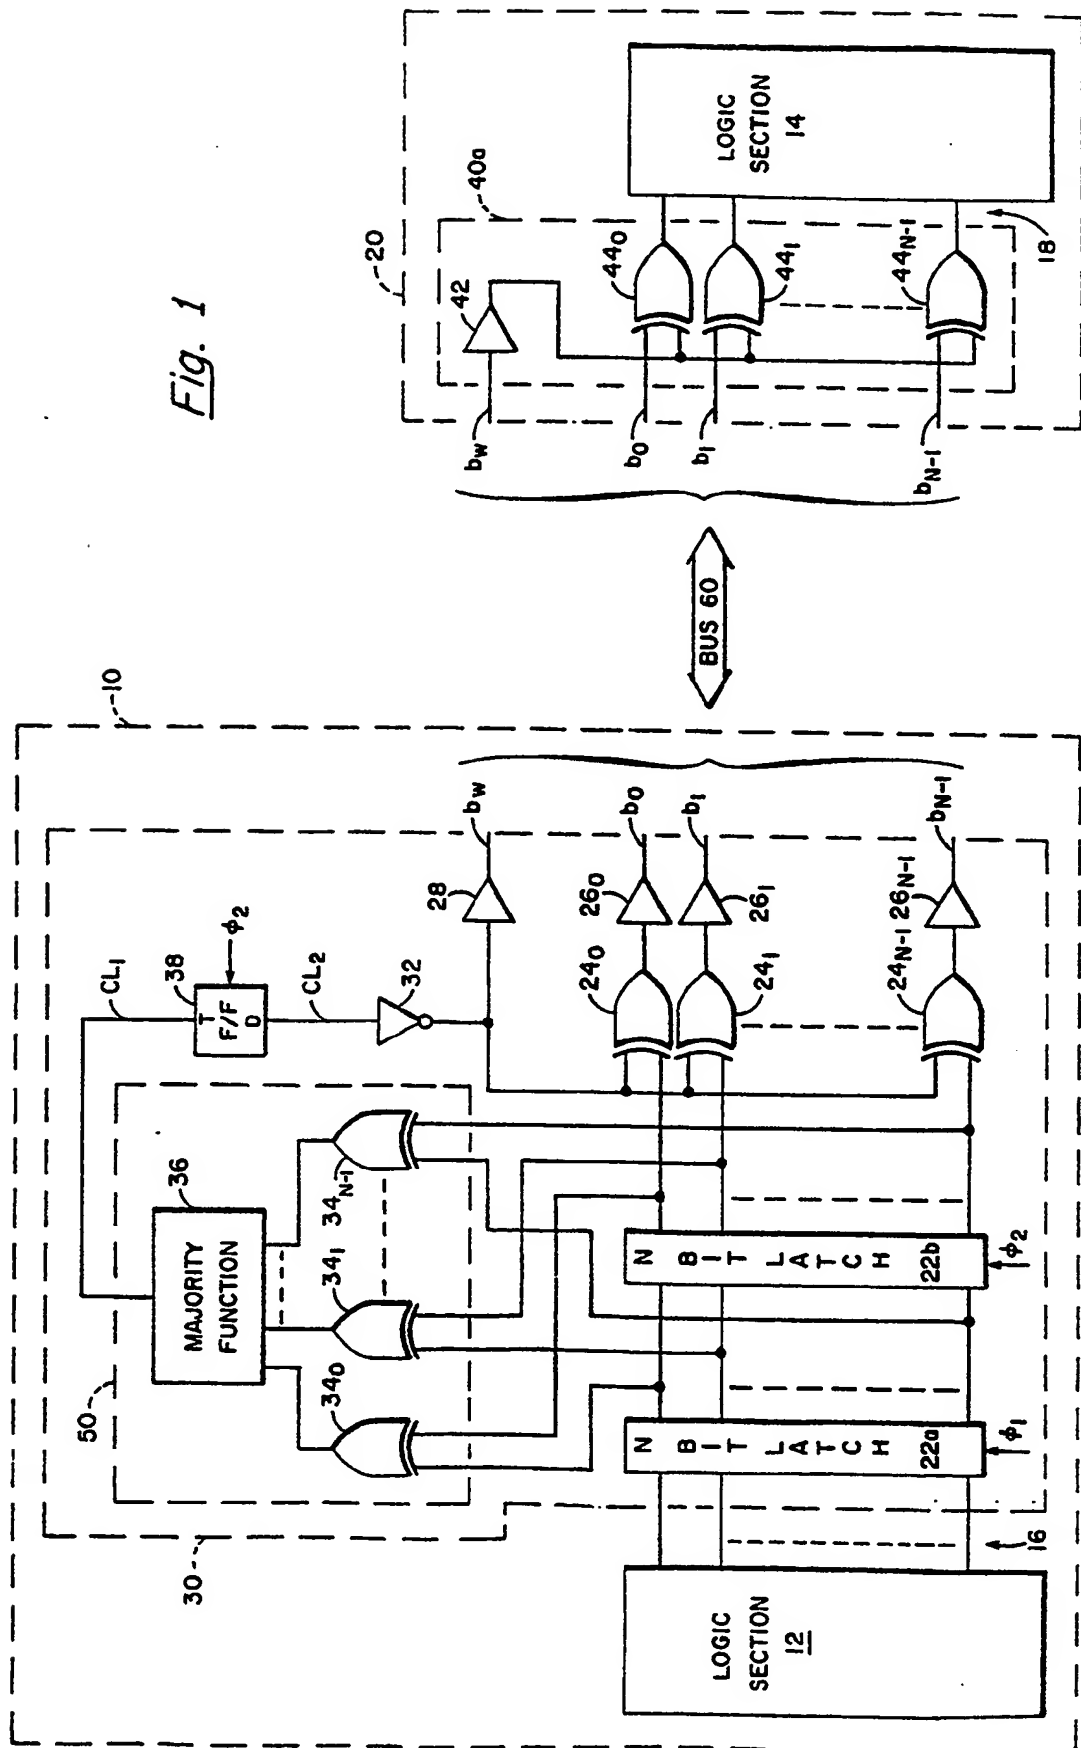 Fig. 1
10
30
50
MAJORITY
FUNCTION
36
34₀
34₁
34N-1
CL₁
38
T
F/F
D
ϕ₂
CL₂
32
28
bw
LOGIC
SECTION
12
16
N BIT LATCH 22a
ϕ₁
N BIT LATCH 22b
ϕ₂
24₀
26₀
b₀
24₁
26₁
b₁
24N-1
26N-1
bN-1
BUS 60
20
40a
bw
42
b₀
44₀
b₁
44₁
bN-1
44N-1
18
LOGIC
SECTION
14